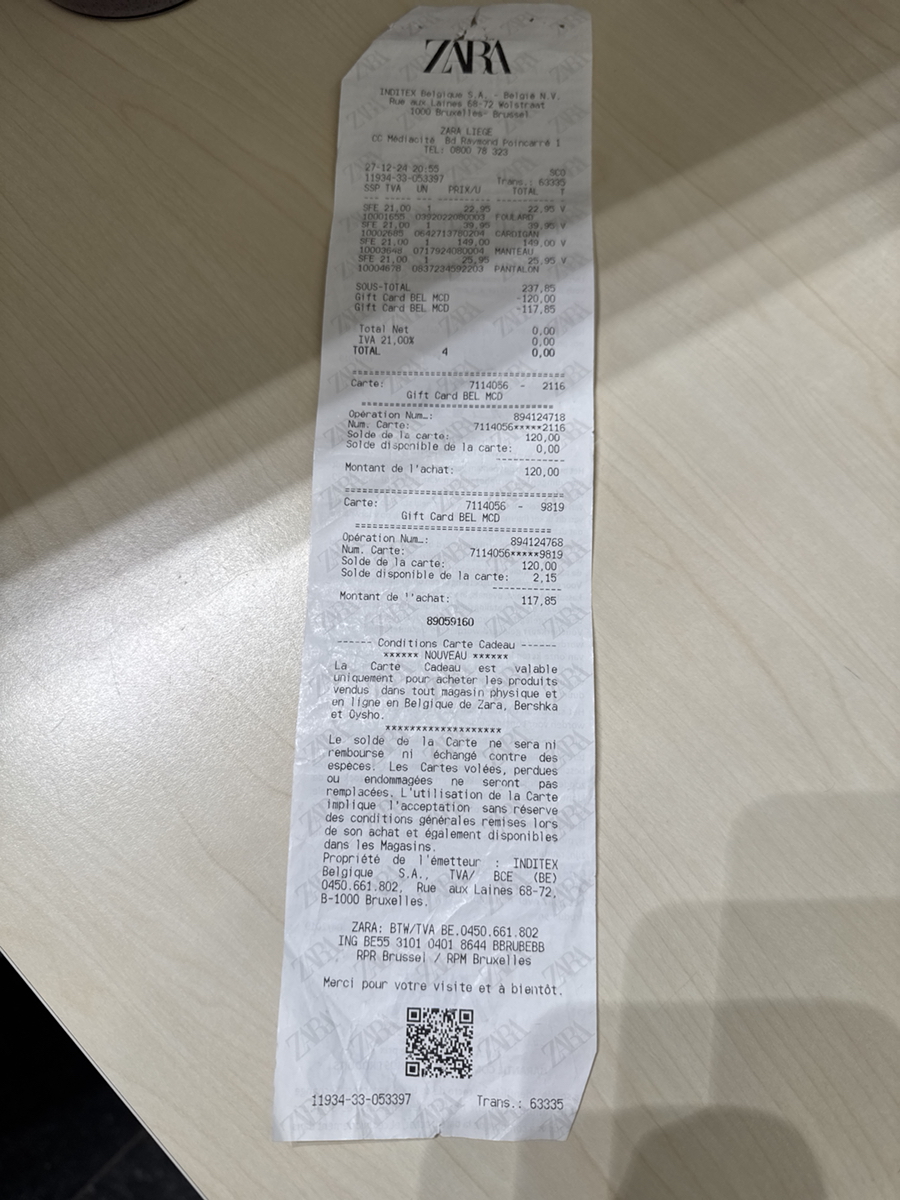 ZARA
INDITEX Belgique S.A. - België N.V.
Rue aux Laines 68-72 Wolstraat
1000 Bruxelles- Brussel
ZARA LIEGE
CC Médiacité Bd Raymond Poincarré 1
TEL: 0800 78 323
27-12-24 20:55 SCO
11934-33-053397 Trans.: 63335
SSP TVA UN PRIX/U TOTAL T
SFE 21,00 1 22,95 22,95 V
10001655 0392022080003 FOULARD
SFE 21,00 1 39,95 39,95 V
10002685 0642713780204 CARDIGAN
SFE 21,00 1 149,00 149,00 V
10003648 0717924080004 MANTEAU
SFE 21,00 1 25,95 25,95 V
10004678 0837234592203 PANTALON
SOUS-TOTAL 237,85
Gift Card BEL MCD -120,00
Gift Card BEL MCD -117,85
Total Net 0,00
IVA 21,00% 0,00
TOTAL 4 0,00
================================
Carte: 7114056 - 2116
Gift Card BEL MCD
================================
Opération Num…: 894124718
Num. Carte: 7114056*****2116
Solde de la carte: 120,00
Solde disponible de la carte: 0,00
Montant de l'achat: 120,00
================================
Carte: 7114056 - 9819
Gift Card BEL MCD
================================
Opération Num…: 894124768
Num. Carte: 7114056*****9819
Solde de la carte: 120,00
Solde disponible de la carte: 2,15
Montant de l'achat: 117,85
89059160
------ Conditions Carte Cadeau ------
****** NOUVEAU ******
La Carte Cadeau est valable
uniquement pour acheter les produits
vendus dans tout magasin physique et
en ligne en Belgique de Zara, Bershka
et Oysho.
*******************
Le solde de la Carte ne sera ni
rembourse ni échangé contre des
espèces. Les Cartes volées, perdues
ou endommagées ne seront pas
remplacées. L'utilisation de la Carte
implique l'acceptation sans réserve
des conditions générales remises lors
de son achat et également disponibles
dans les Magasins.
Propriété de l'émetteur : INDITEX
Belgique S.A., TVA/ BCE (BE)
0450.661.802, Rue aux Laines 68-72,
B-1000 Bruxelles.
ZARA: BTW/TVA BE.0450.661.802
ING BE55 3101 0401 8644 BBRUBEBB
RPR Brussel / RPM Bruxelles
Merci pour votre visite et à bientôt.
11934-33-053397 Trans.: 63335